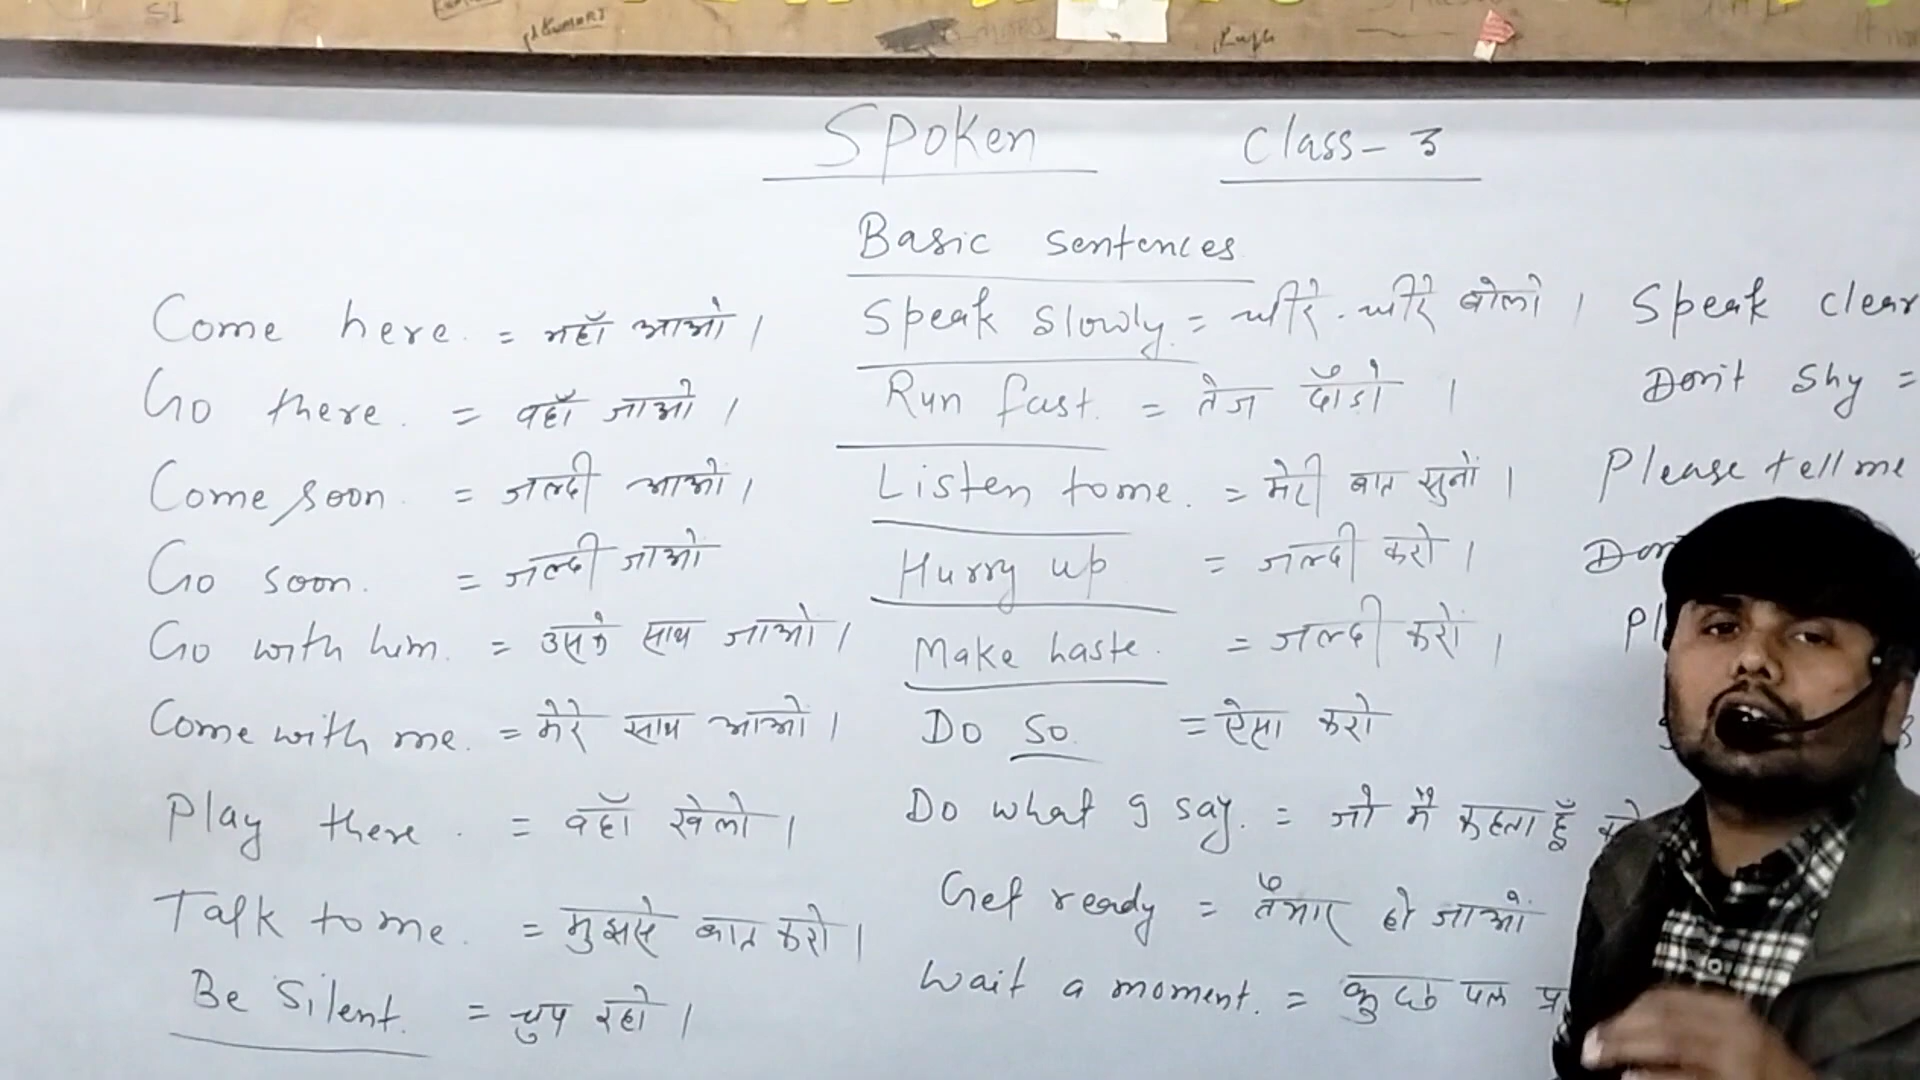 Spoken Class-3
Basic Sentences
Come here. = यहाँ आओ।
Go there. = वहाँ जाओ।
Come soon. = जल्दी आओ।
Go soon. = जल्दी जाओ
Go with him. = उसके साथ जाओ।
Come with me. = मेरे साथ आओ।
Play there. = वहाँ खेलो।
Talk to me. = मुझसे बात करो।
Be Silent. = चुप रहो।
Speak slowly. = धीरे-धीरे बोलो।
Run fast. = तेज दौड़ो।
Listen to me. = मेरी बात सुनों।
Hurry up = जल्दी करो।
Make haste. = जल्दी करो।
Do so. = ऐसा करो
Do what I say. = जो मैं कहता हूँ
Get ready = तैयार हो जाओ
Wait a moment. = कुछ पल
Speak
Don't Shy =
Please tell me